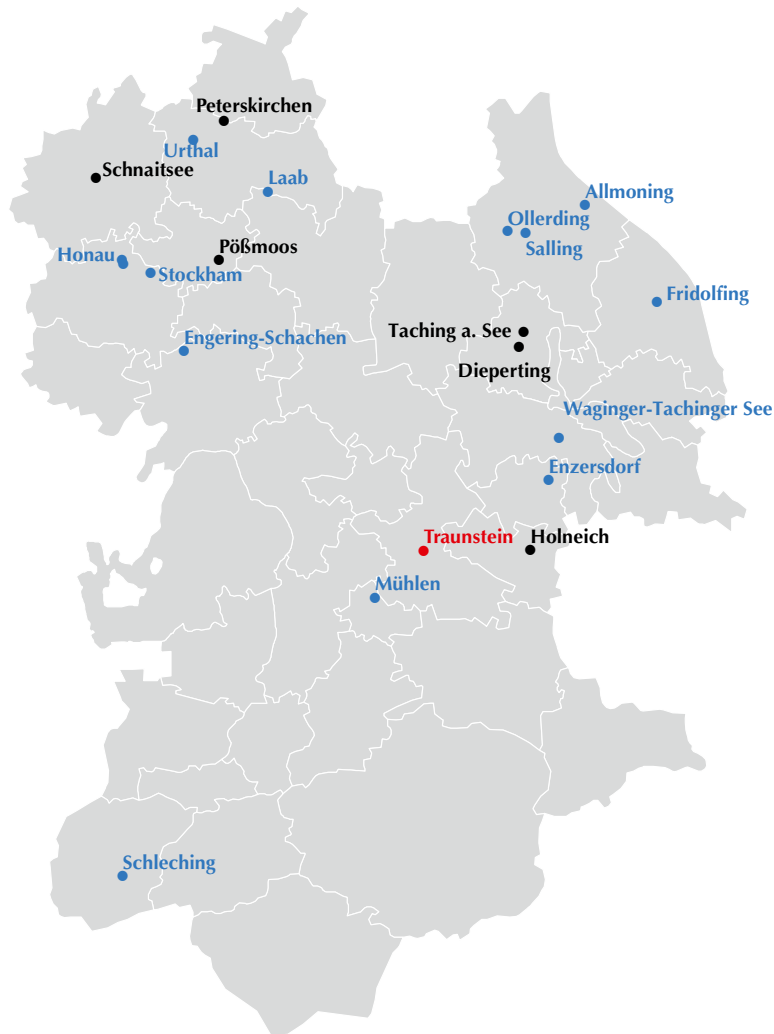 Peterskirchen
Urthal
Schnaitsee
Laab
Allmoning
Ollerding
Salling
Pößmoos
Honau
Stockham
Fridolfing
Taching a. See
Engering-Schachen
Dieperting
Waginger-Tachinger See
Enzersdorf
Traunstein
Holneich
Mühlen
Schleching